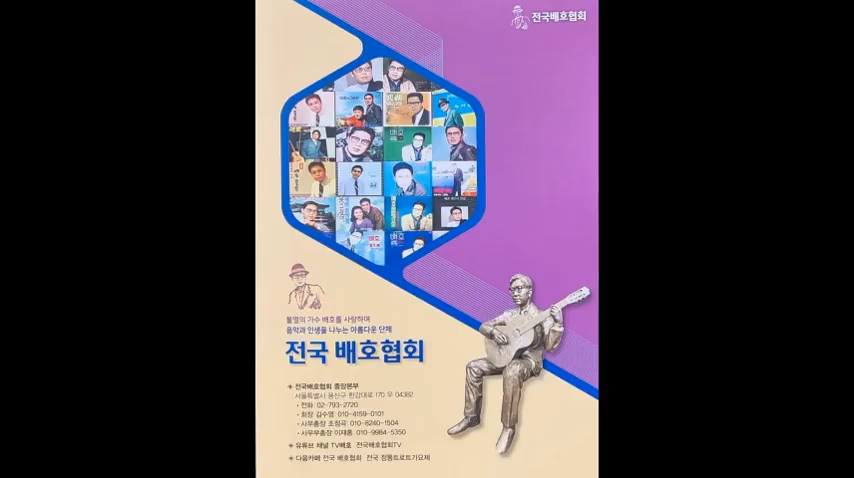 전국배호협회
불멸의 가수 배호를 사랑하며
음악과 인생을 나누는 아름다운 단체
전국 배호협회
전국배호협회 중앙본부
서울특별시 용산구 한강대로 170 우 04382
• 전화: 02-793-2720
• 회장 김수영: 010-4159-0101
• 사무총장 조정곡: 010-8240-1504
• 사무부총장 이재홍: 010-9984-5350
유튜브 채널 TV배호 전국배호협회TV
다음카페 전국 배호협회 전국 정통트로트가요제